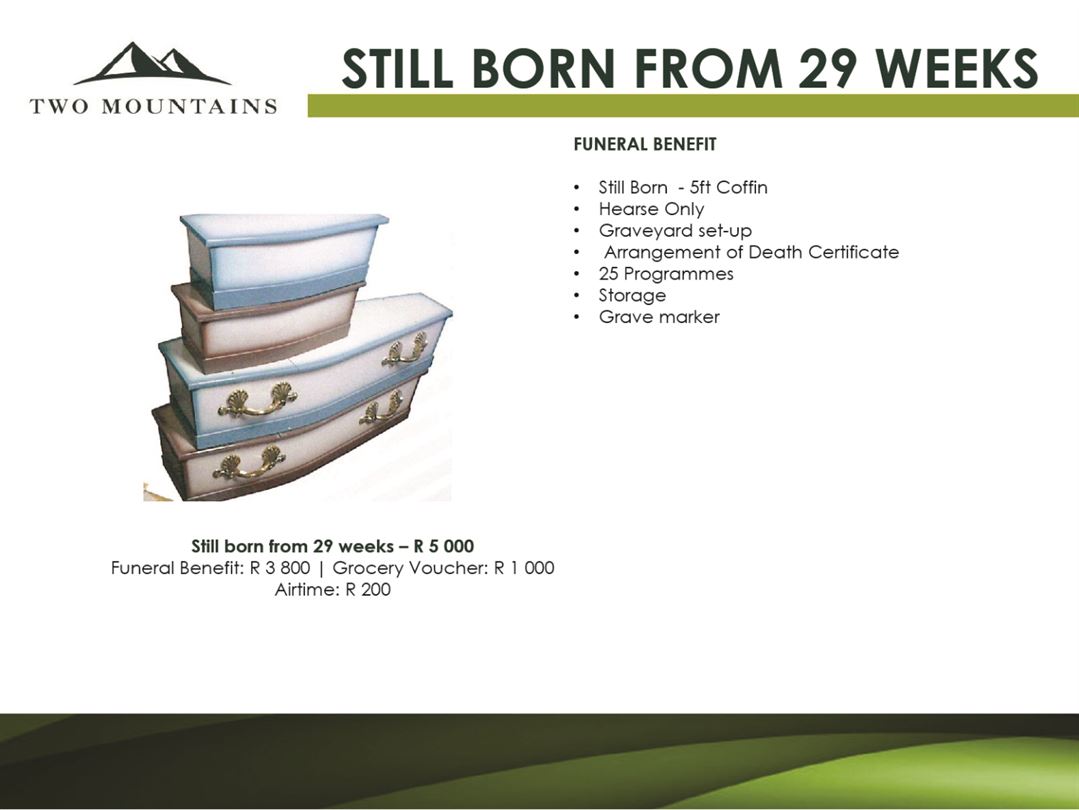 TWO MOUNTAINS
STILL BORN FROM 29 WEEKS
FUNERAL BENEFIT
• Still Born - 5ft Coffin
• Hearse Only
• Graveyard set-up
• Arrangement of Death Certificate
• 25 Programmes
• Storage
• Grave marker
Still born from 29 weeks – R 5 000
Funeral Benefit: R 3 800 | Grocery Voucher: R 1 000
Airtime: R 200